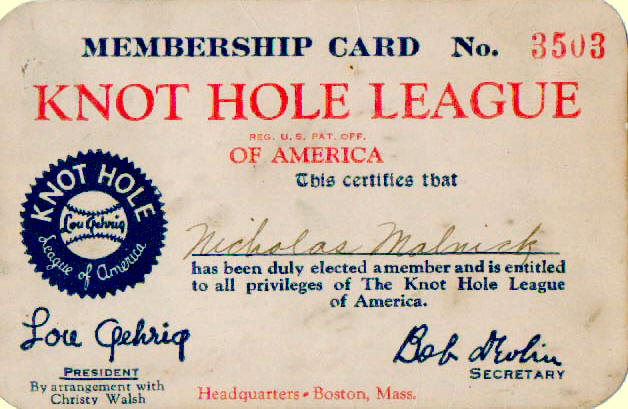 MEMBERSHIP CARD No. 3503
KNOT HOLE LEAGUE
REG. U.S. PAT. OFF.
OF AMERICA
This certifies that
KNOT HOLE
Lou Gehrig
League of America
Nicholas Malnick
has been duly elected a member and is entitled
to all privileges of The Knot Hole League
of America.
Lou Gehrig
PRESIDENT
By arrangement with
Christy Walsh
Bob
SECRETARY
Headquarters • Boston, Mass.